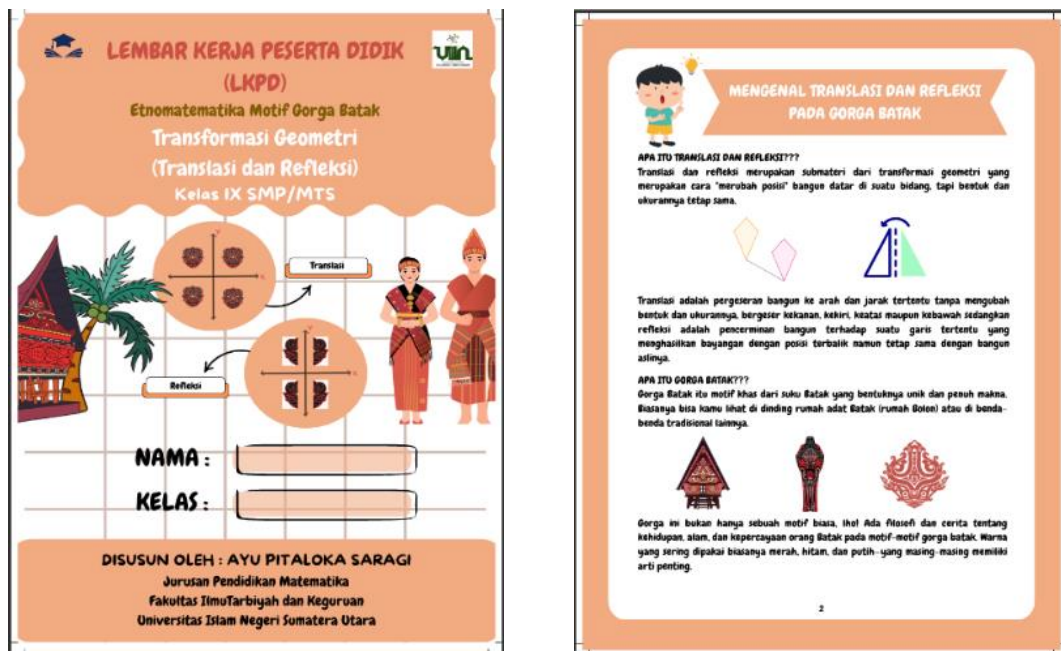 LEMBAR KERJA PESERTA DIDIK
(LKPD)
Etnomatematika Motif Gorga Batak
Transformasi Geometri
(Translasi dan Refleksi)
Kelas IX SMP/MTS
Translasi
Refleksi
NAMA :
KELAS :
DISUSUN OLEH : AYU PITALOKA SARAGI
Jurusan Pendidikan Matematika
Fakultas IlmuTarbiyah dan Keguruan
Universitas Islam Negeri Sumatera Utara
MENGENAL TRANSLASI DAN REFLEKSI
PADA GORGA BATAK
APA ITU TRANSLASI DAN REFLEKSI???
Translasi dan refleksi merupakan submateri dari transformasi geometri yang
merupakan cara "merubah posisi" bangun datar di suatu bidang, tapi bentuk dan
ukurannya tetap sama.
Translasi adalah pergeseran bangun ke arah dan jarak tertentu tanpa mengubah
bentuk dan ukurannya, bergeser kekanan, kekiri, keatas maupun kebawah sedangkan
refleksi adalah pencerminan bangun terhadap suatu garis tertentu yang
menghasilkan bayangan dengan posisi terbalik namun tetap sama dengan bangun
aslinya.
APA ITU GORGA BATAK???
Gorga Batak itu motif khas dari suku Batak yang bentuknya unik dan penuh makna.
Biasanya bisa kamu lihat di dinding rumah adat Batak (rumah Bolon) atau di benda-
benda tradisional lainnya.
Gorga ini bukan hanya sebuah motif biasa, lho! Ada filosofi dan cerita tentang
kehidupan, alam, dan kepercayaan orang Batak pada motif-motif gorga batak. Warna
yang sering dipakai biasanya merah, hitam, dan putih-yang masing-masing memiliki
arti penting.
2